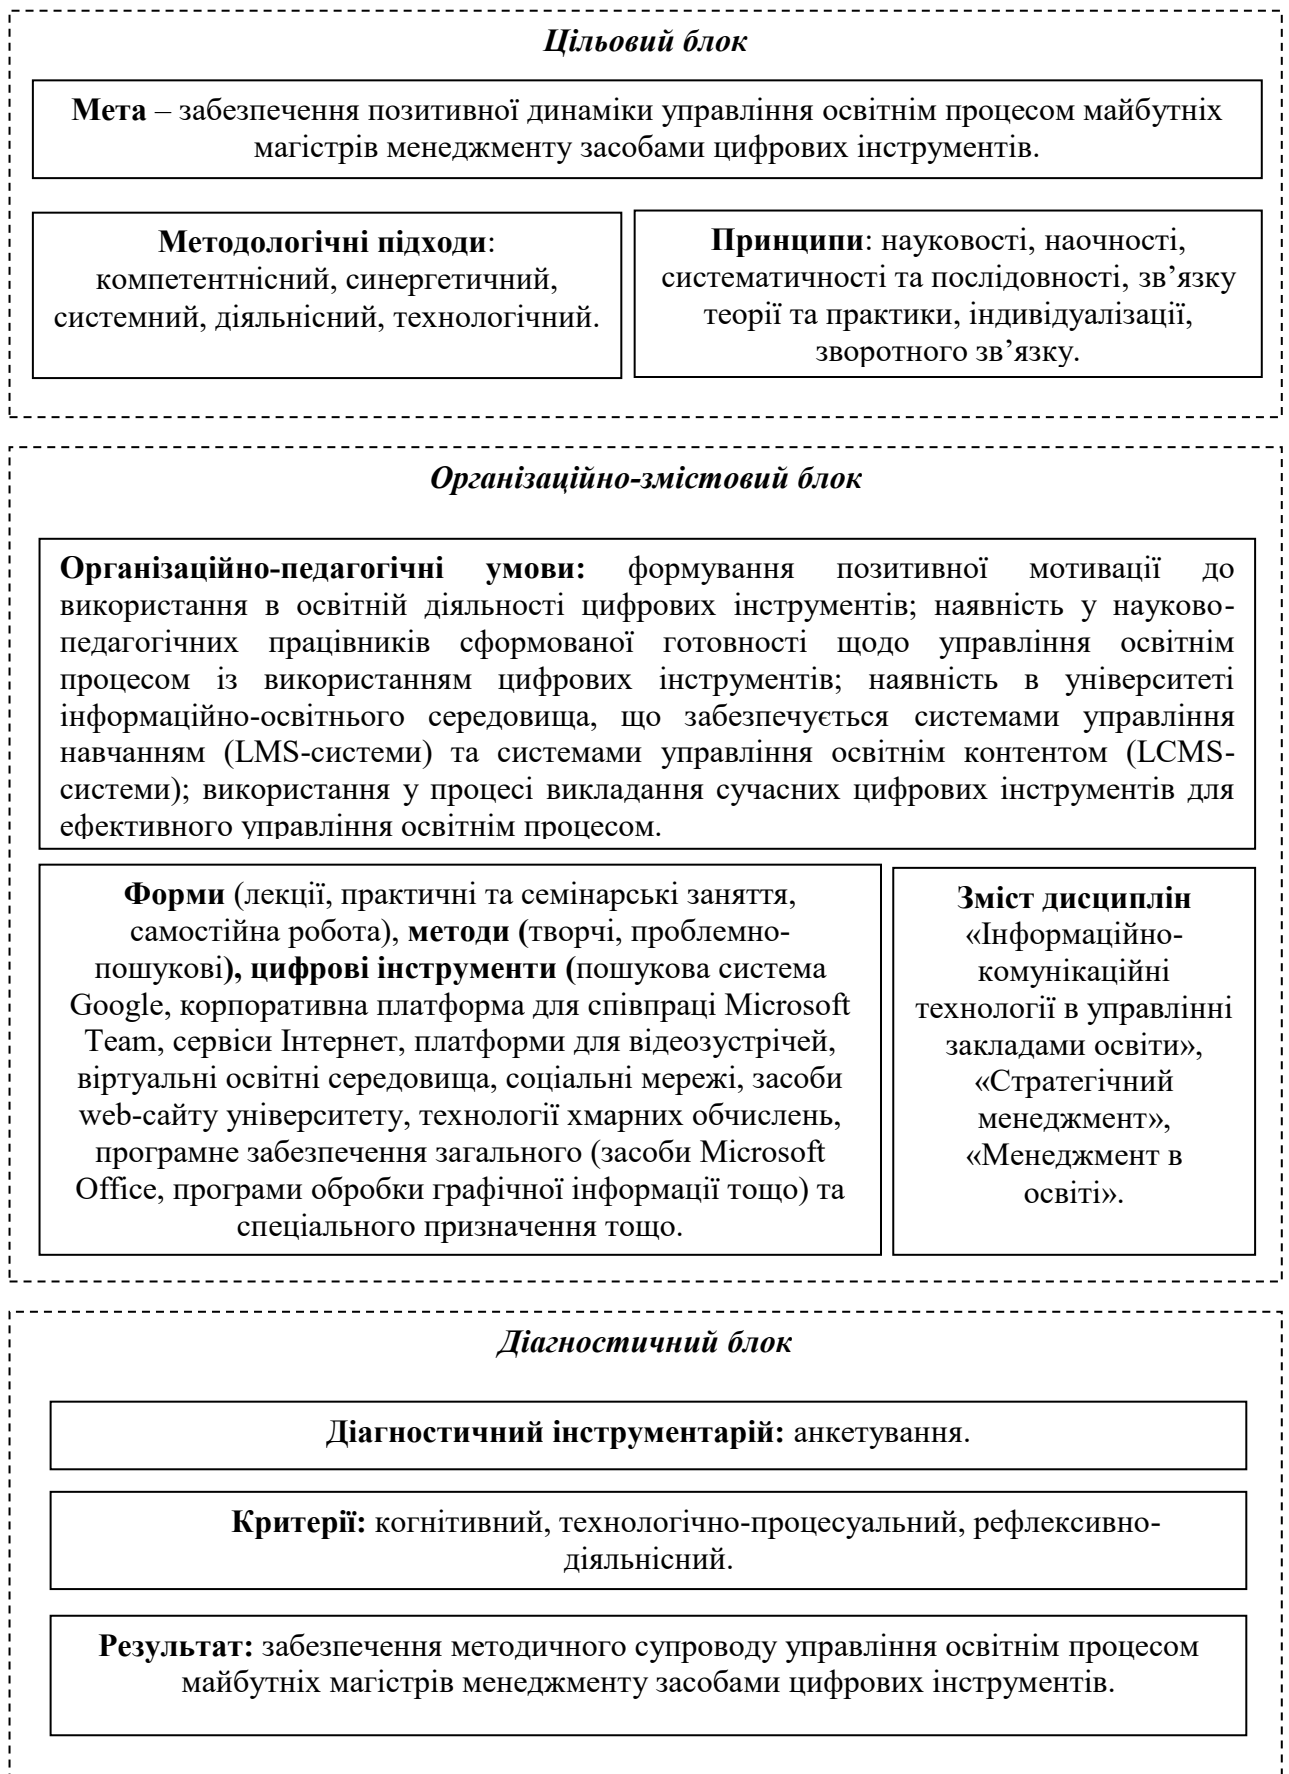 Цільовий блок
Мета – забезпечення позитивної динаміки управління освітнім процесом майбутніх
магістрів менеджменту засобами цифрових інструментів.
Методологічні підходи:
компетентнісний, синергетичний,
системний, діяльнісний, технологічний.
Принципи: науковості, наочності,
систематичності та послідовності, зв’язку
теорії та практики, індивідуалізації,
зворотного зв’язку.
Організаційно-змістовий блок
Організаційно-педагогічні умови: формування позитивної мотивації до
використання в освітній діяльності цифрових інструментів; наявність у науково-
педагогічних працівників сформованої готовності щодо управління освітнім
процесом із використанням цифрових інструментів; наявність в університеті
інформаційно-освітнього середовища, що забезпечується системами управління
навчанням (LMS-системи) та системами управління освітнім контентом (LCMS-
системи); використання у процесі викладання сучасних цифрових інструментів для
ефективного управління освітнім процесом.
Форми (лекції, практичні та семінарські заняття,
самостійна робота), методи (творчі, проблемно-
пошукові), цифрові інструменти (пошукова система
Google, корпоративна платформа для співпраці Microsoft
Team, сервіси Інтернет, платформи для відеозустрічей,
віртуальні освітні середовища, соціальні мережі, засоби
web-сайту університету, технології хмарних обчислень,
програмне забезпечення загального (засоби Microsoft
Office, програми обробки графічної інформації тощо) та
спеціального призначення тощо.
Зміст дисциплін
«Інформаційно-
комунікаційні
технології в управлінні
закладами освіти»,
«Стратегічний
менеджмент»,
«Менеджмент в
освіті».
Діагностичний блок
Діагностичний інструментарій: анкетування.
Критерії: когнітивний, технологічно-процесуальний, рефлексивно-
діяльнісний.
Результат: забезпечення методичного супроводу управління освітнім процесом
майбутніх магістрів менеджменту засобами цифрових інструментів.